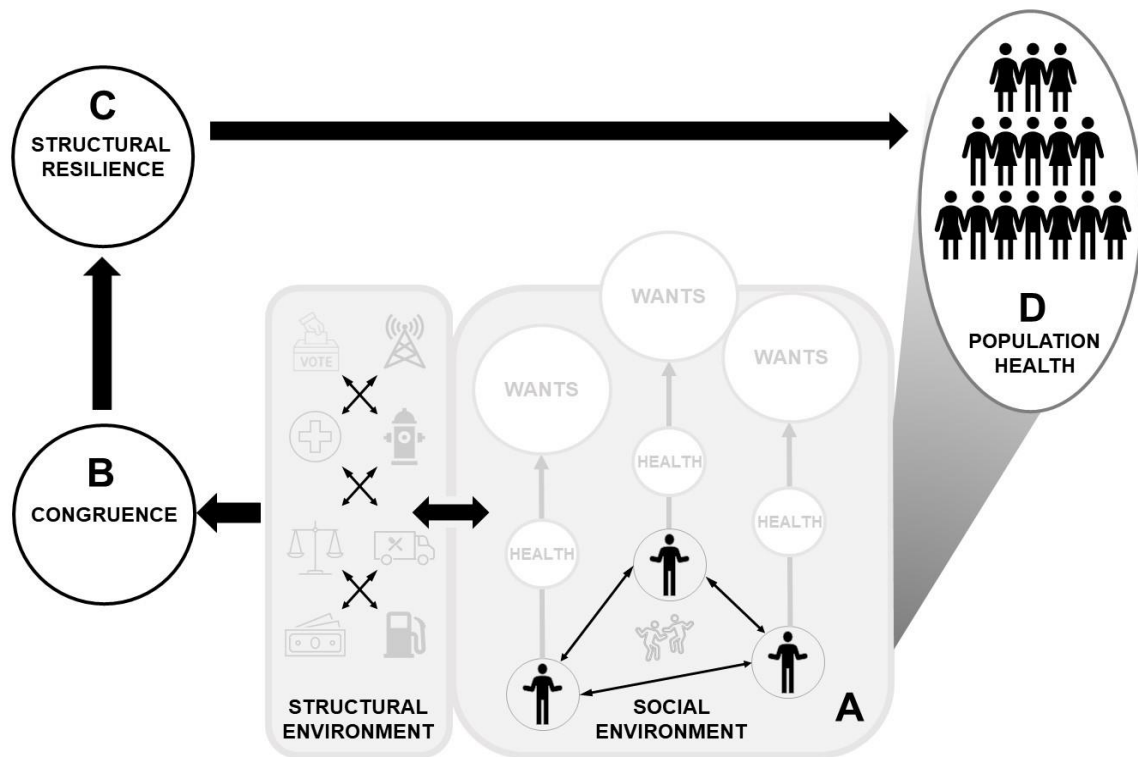 C
STRUCTURAL
RESILIENCE
D
POPULATION
HEALTH
B
CONGRUENCE
VOTE
STRUCTURAL
ENVIRONMENT
WANTS
WANTS
WANTS
HEALTH
HEALTH
HEALTH
SOCIAL
ENVIRONMENT
A